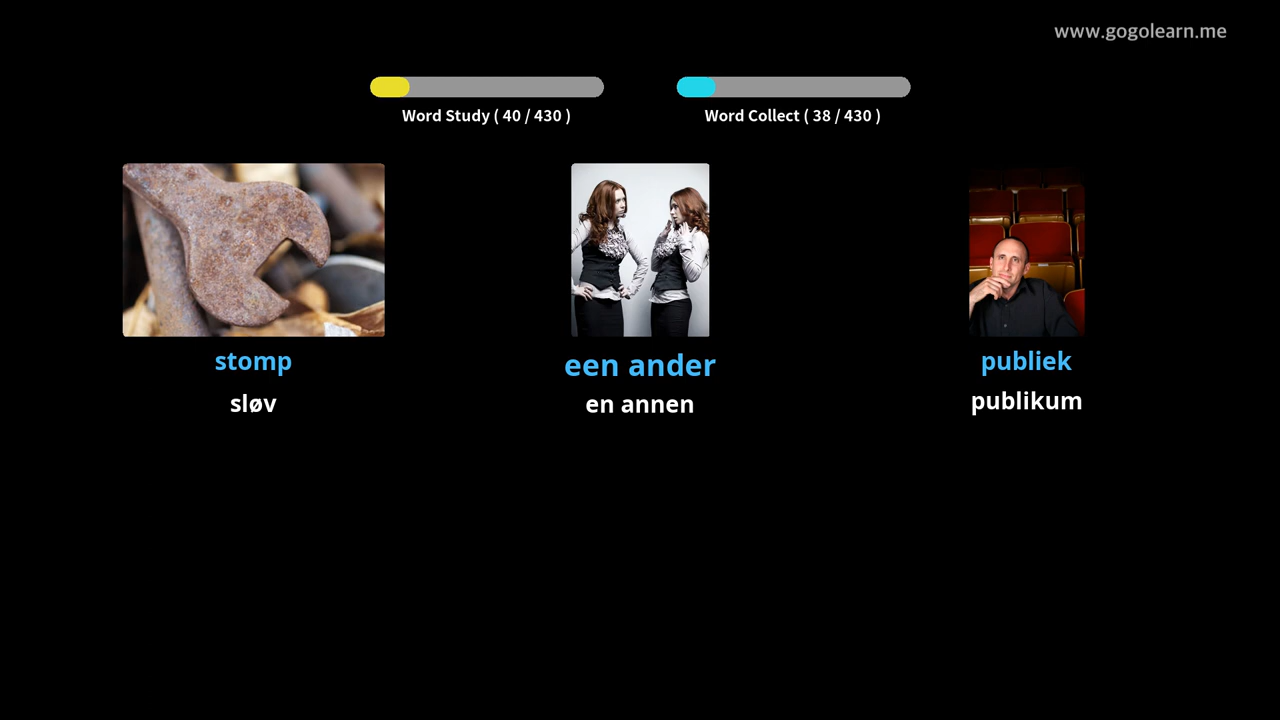 www.gogolearn.me
Word Study ( 40 / 430 )
Word Collect ( 38 / 430 )
stomp
een ander
publiek
sløv
en annen
publikum